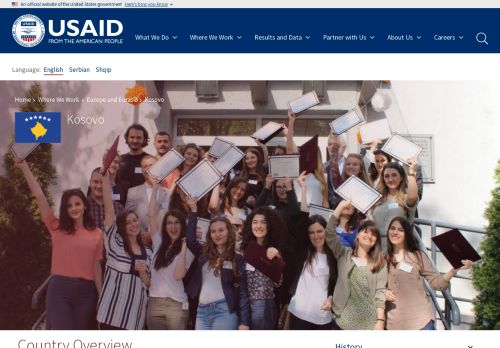 An official website of the United States government Here's how you know
USAID
FROM THE AMERICAN PEOPLE
What We Do
Where We Work
Results and Data
Partner with Us
About Us
Careers
Language: English Serbian Shqip
Home > Where We Work > Europe and Eurasia > Kosovo
Kosovo
Country Overview
History